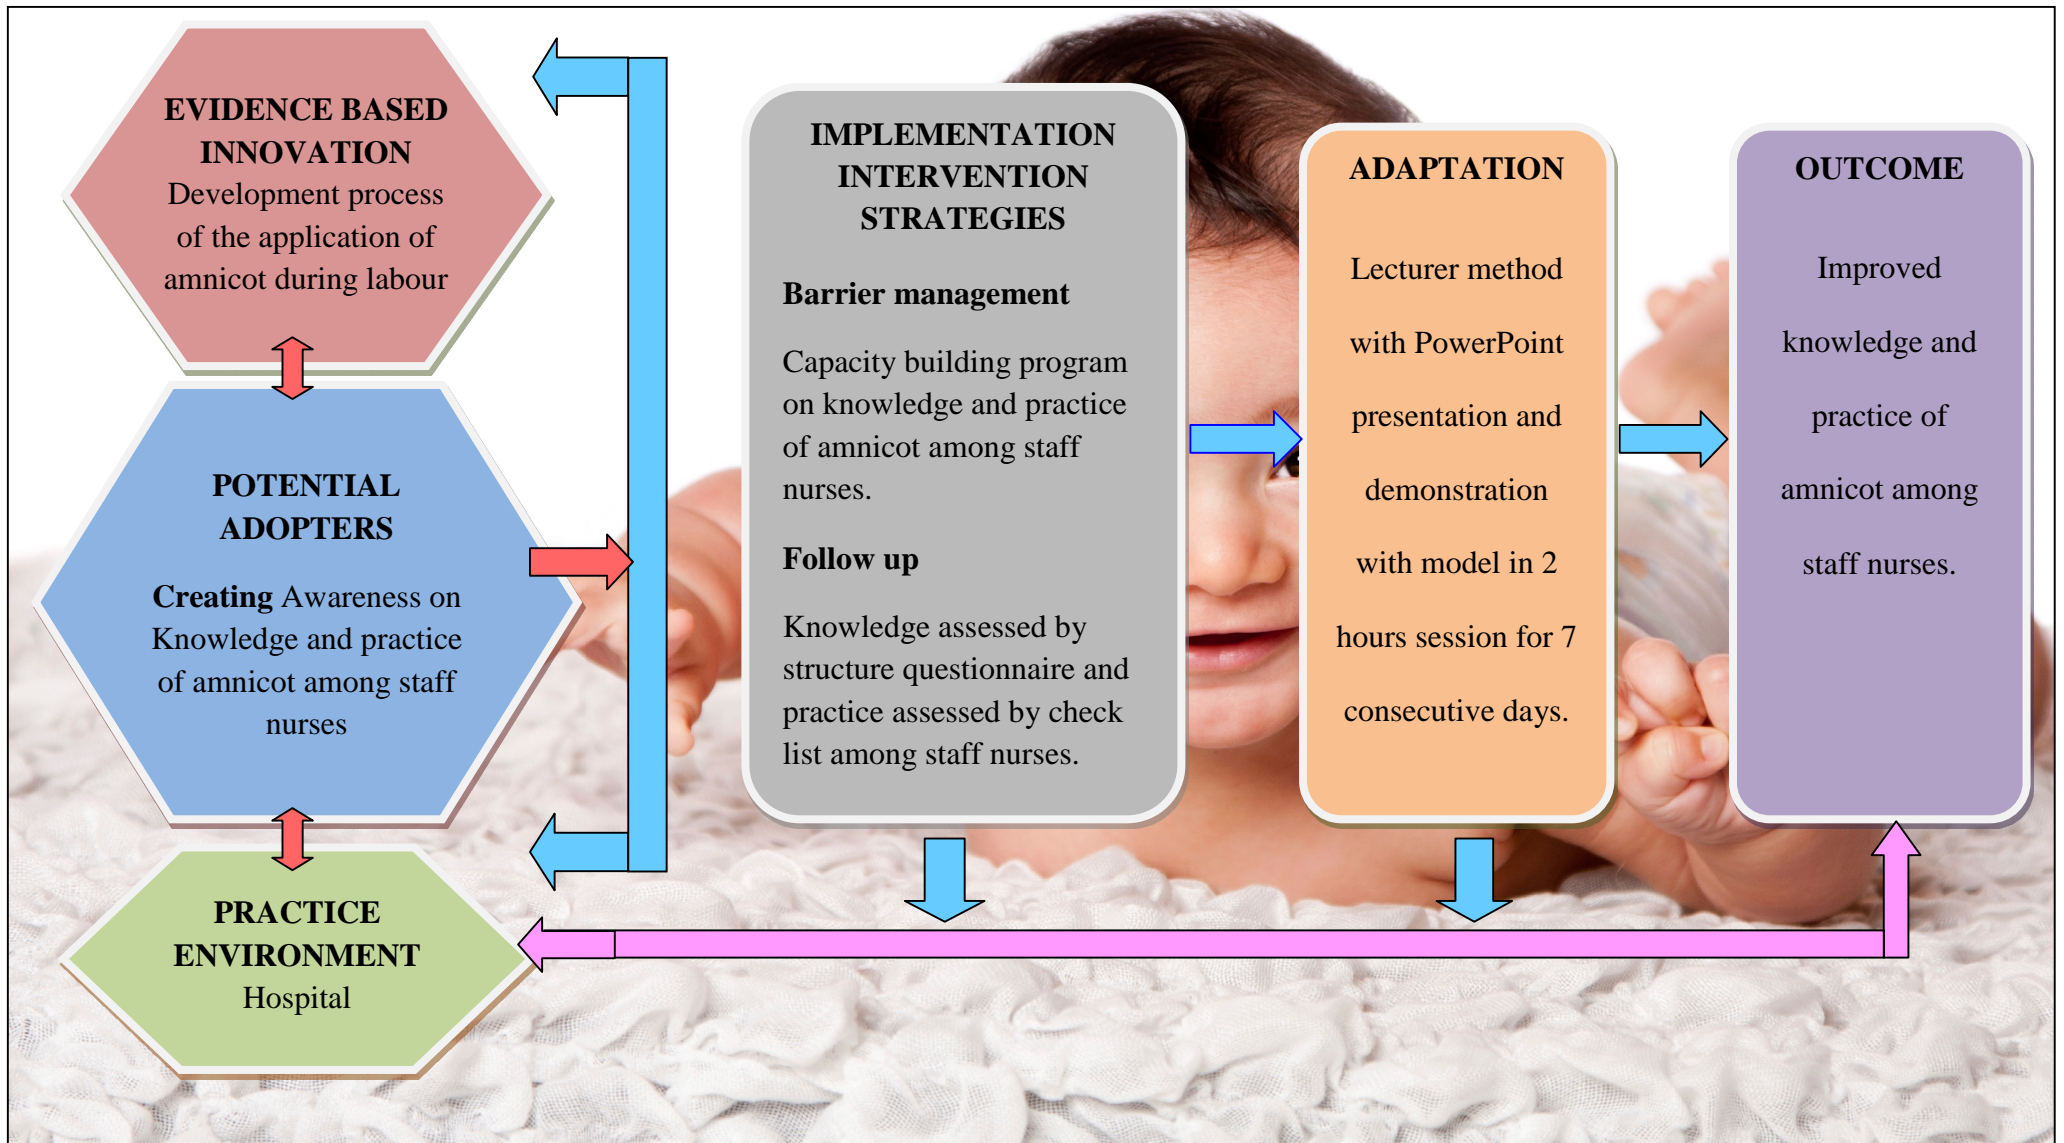 EVIDENCE BASED
INNOVATION
Development process
of the application of
amnicot during labour
POTENTIAL
ADOPTERS
Creating Awareness on
Knowledge and practice
of amnicot among staff
nurses
PRACTICE
ENVIRONMENT
Hospital
IMPLEMENTATION
INTERVENTION
STRATEGIES
Barrier management
Capacity building program
on knowledge and practice
of amnicot among staff
nurses.
Follow up
Knowledge assessed by
structure questionnaire and
practice assessed by check
list among staff nurses.
ADAPTATION
Lecturer method
with PowerPoint
presentation and
demonstration
with model in 2
hours session for 7
consecutive days.
OUTCOME
Improved
knowledge and
practice of
amnicot among
staff nurses.